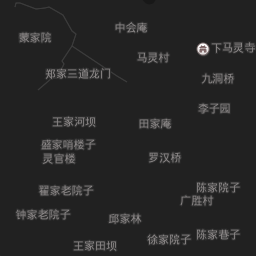 中会庵
蒙家院
下马灵寺
马灵村
郑家三道龙门
九洞桥
李子园
王家河坝
田家庵
盛家哨楼子
灵官楼
罗汉桥
翟家老院子
陈家院子
广胜村
钟家老院子
邱家林
徐家院子
陈家巷子
王家田坝